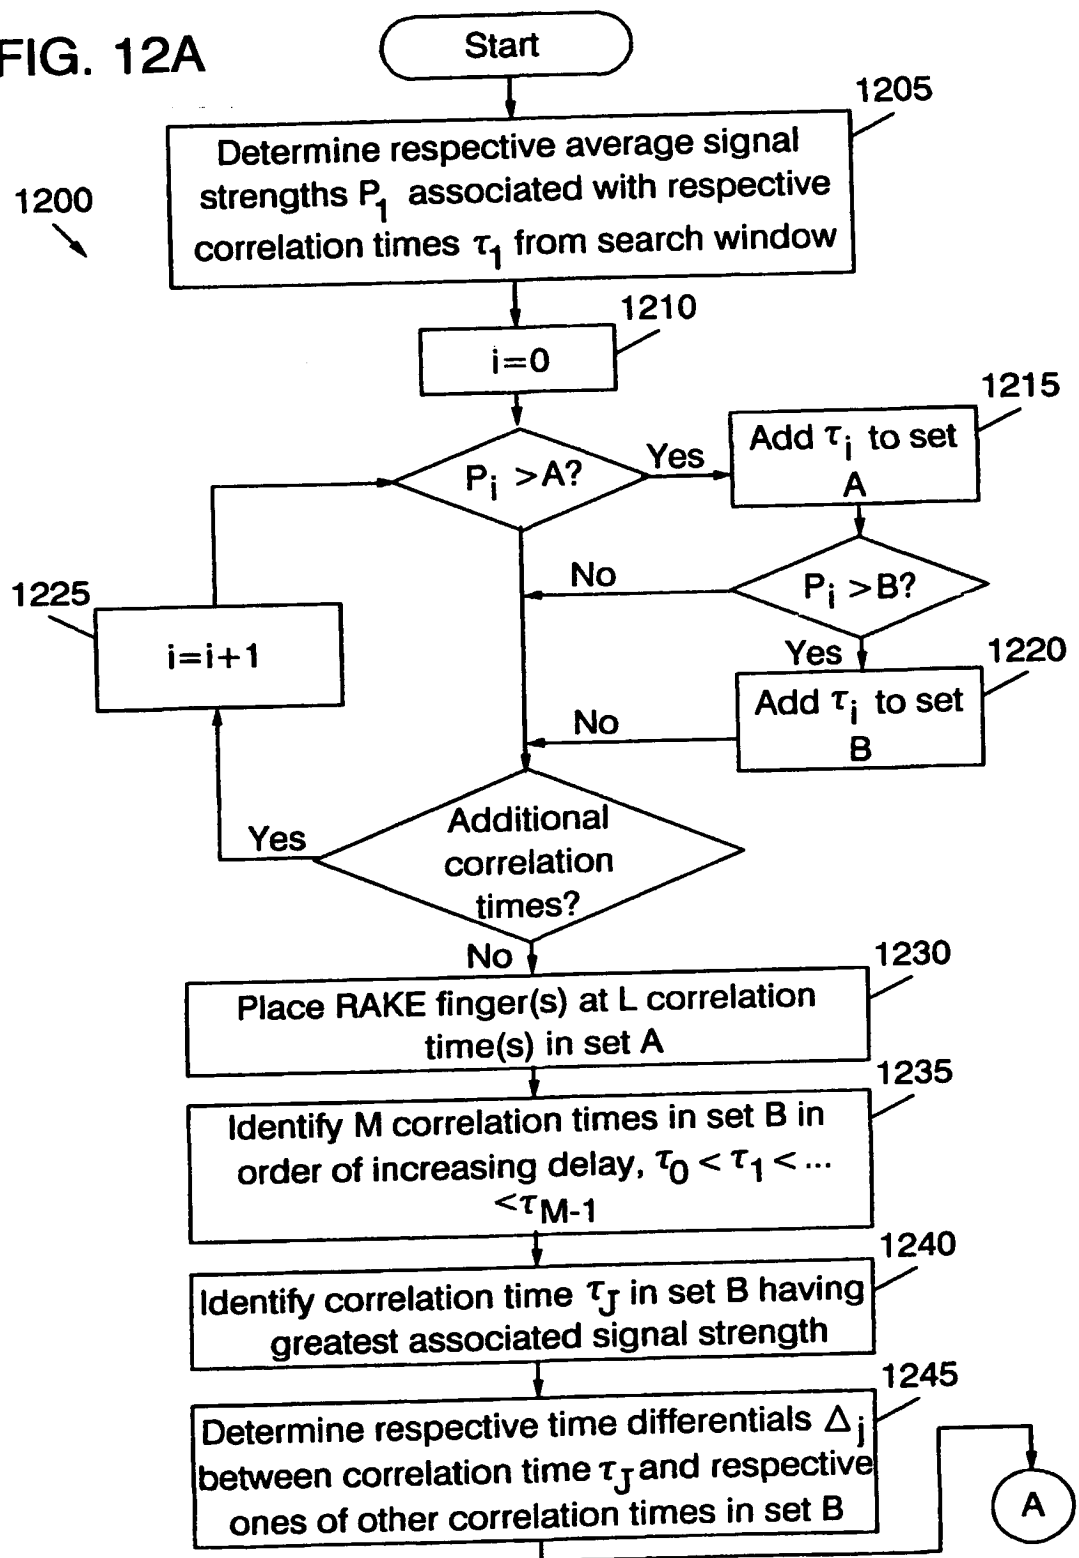 FIG. 12A
Start
1205
Determine respective average signal
strengths P1 associated with respective
correlation times τ1 from search window
1200
1210
i=0
1215
Pi >A?
Yes
Add τi to set
A
No
Pi >B?
1225
i=i+1
Yes
1220
Add τi to set
B
No
Additional
correlation
times?
Yes
No
1230
Place RAKE finger(s) at L correlation
time(s) in set A
1235
Identify M correlation times in set B in
order of increasing delay, τ0 < τ1 < ...
<τM-1
1240
Identify correlation time τJ in set B having
greatest associated signal strength
1245
Determine respective time differentials Δj
between correlation time τJ and respective
ones of other correlation times in set B
A